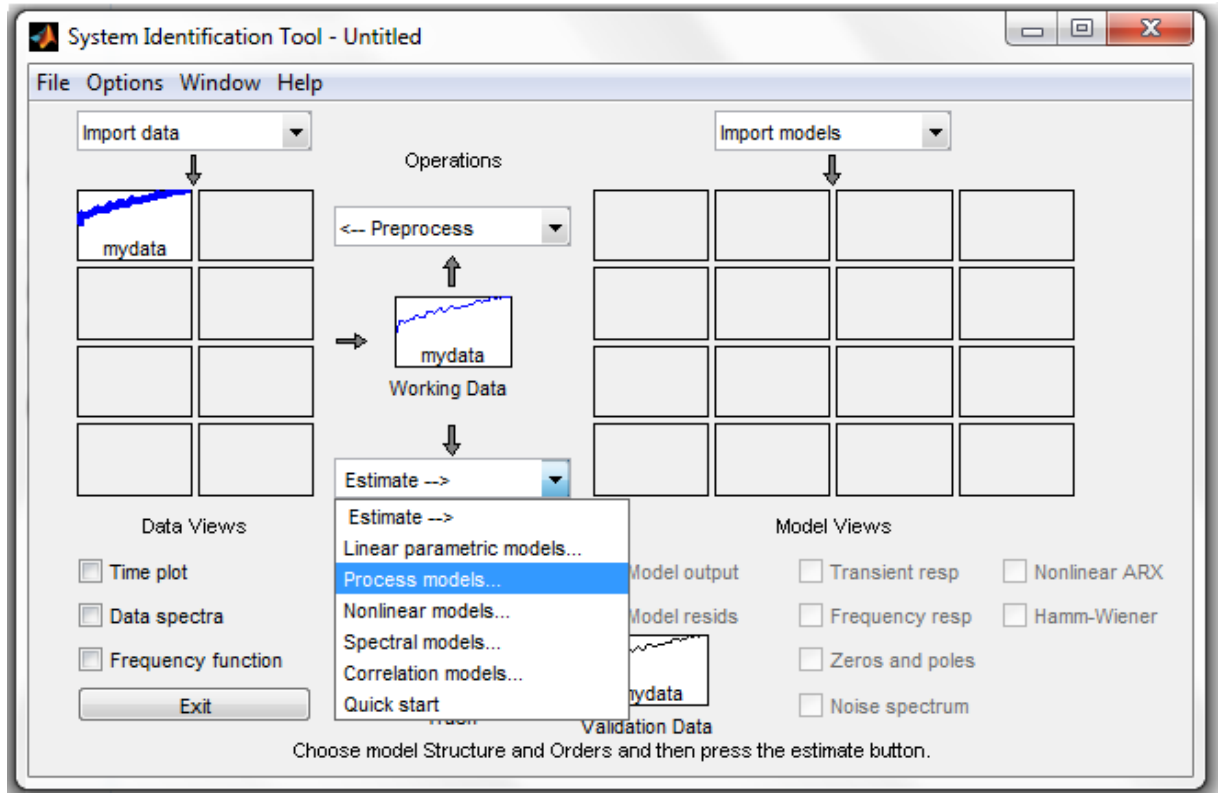 System Identification Tool - Untitled
File Options Window Help
Import data
Import models
Operations
<-- Preprocess
mydata
mydata
Working Data
Estimate -->
Estimate -->
Linear parametric models...
Process models...
Nonlinear models...
Spectral models...
Correlation models...
Quick start
Data Views
Model Views
Time plot
Data spectra
Frequency function
Exit
Model output
Model resids
Transient resp
Frequency resp
Zeros and poles
Noise spectrum
Nonlinear ARX
Hamm-Wiener
mydata
Trash
Validation Data
Choose model Structure and Orders and then press the estimate button.